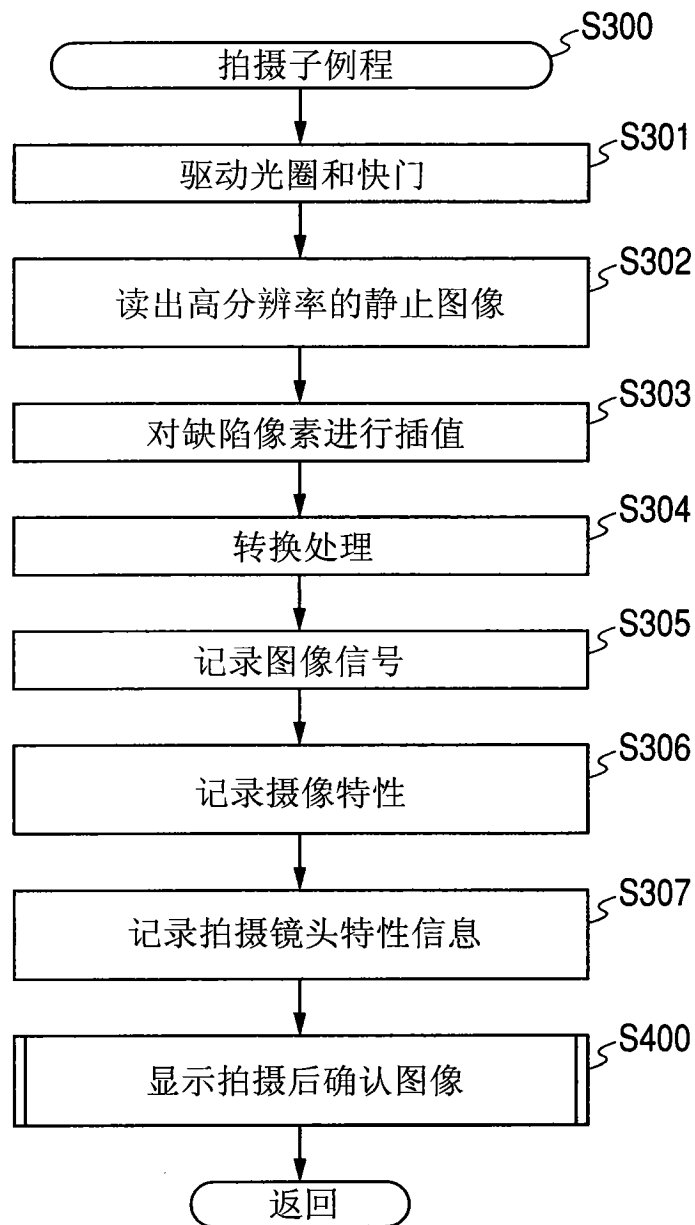 S300
拍摄子例程
S301
驱动光圈和快门
S302
读出高分辨率的静止图像
S303
对缺陷像素进行插值
S304
转换处理
S305
记录图像信号
S306
记录摄像特性
S307
记录拍摄镜头特性信息
S400
显示拍摄后确认图像
返回